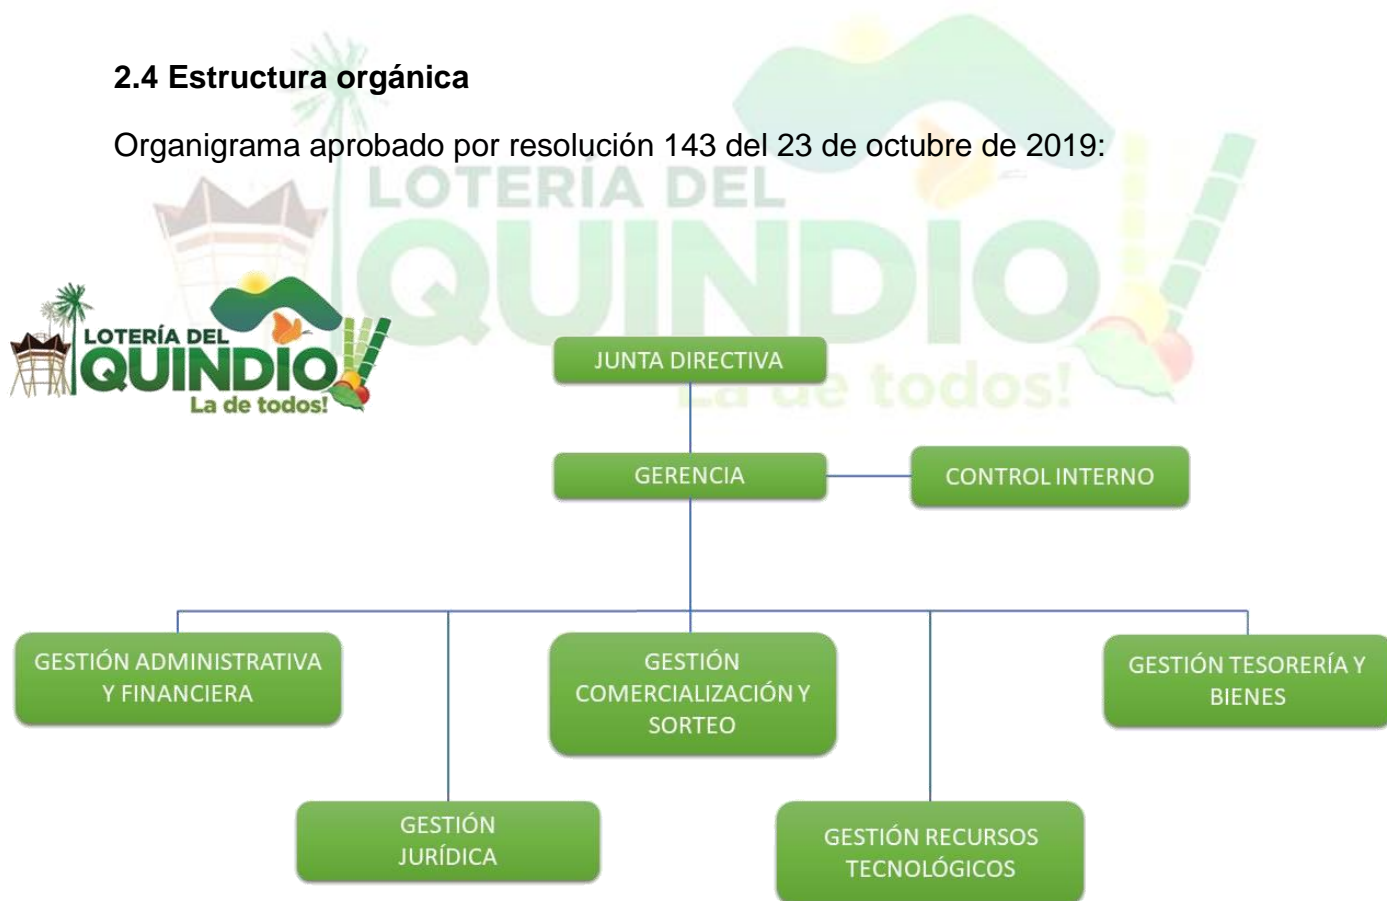 2.4 Estructura orgánica
Organigrama aprobado por resolución 143 del 23 de octubre de 2019:
LOTERÍA DEL
QUINDIO
La de todos!
LOTERÍA DEL
QUINDIO
La de todos!
JUNTA DIRECTIVA
GERENCIA
CONTROL INTERNO
GESTIÓN ADMINISTRATIVA
Y FINANCIERA
GESTIÓN
COMERCIALIZACIÓN Y
SORTEO
GESTIÓN TESORERÍA Y
BIENES
GESTIÓN
JURÍDICA
GESTIÓN RECURSOS
TECNOLÓGICOS